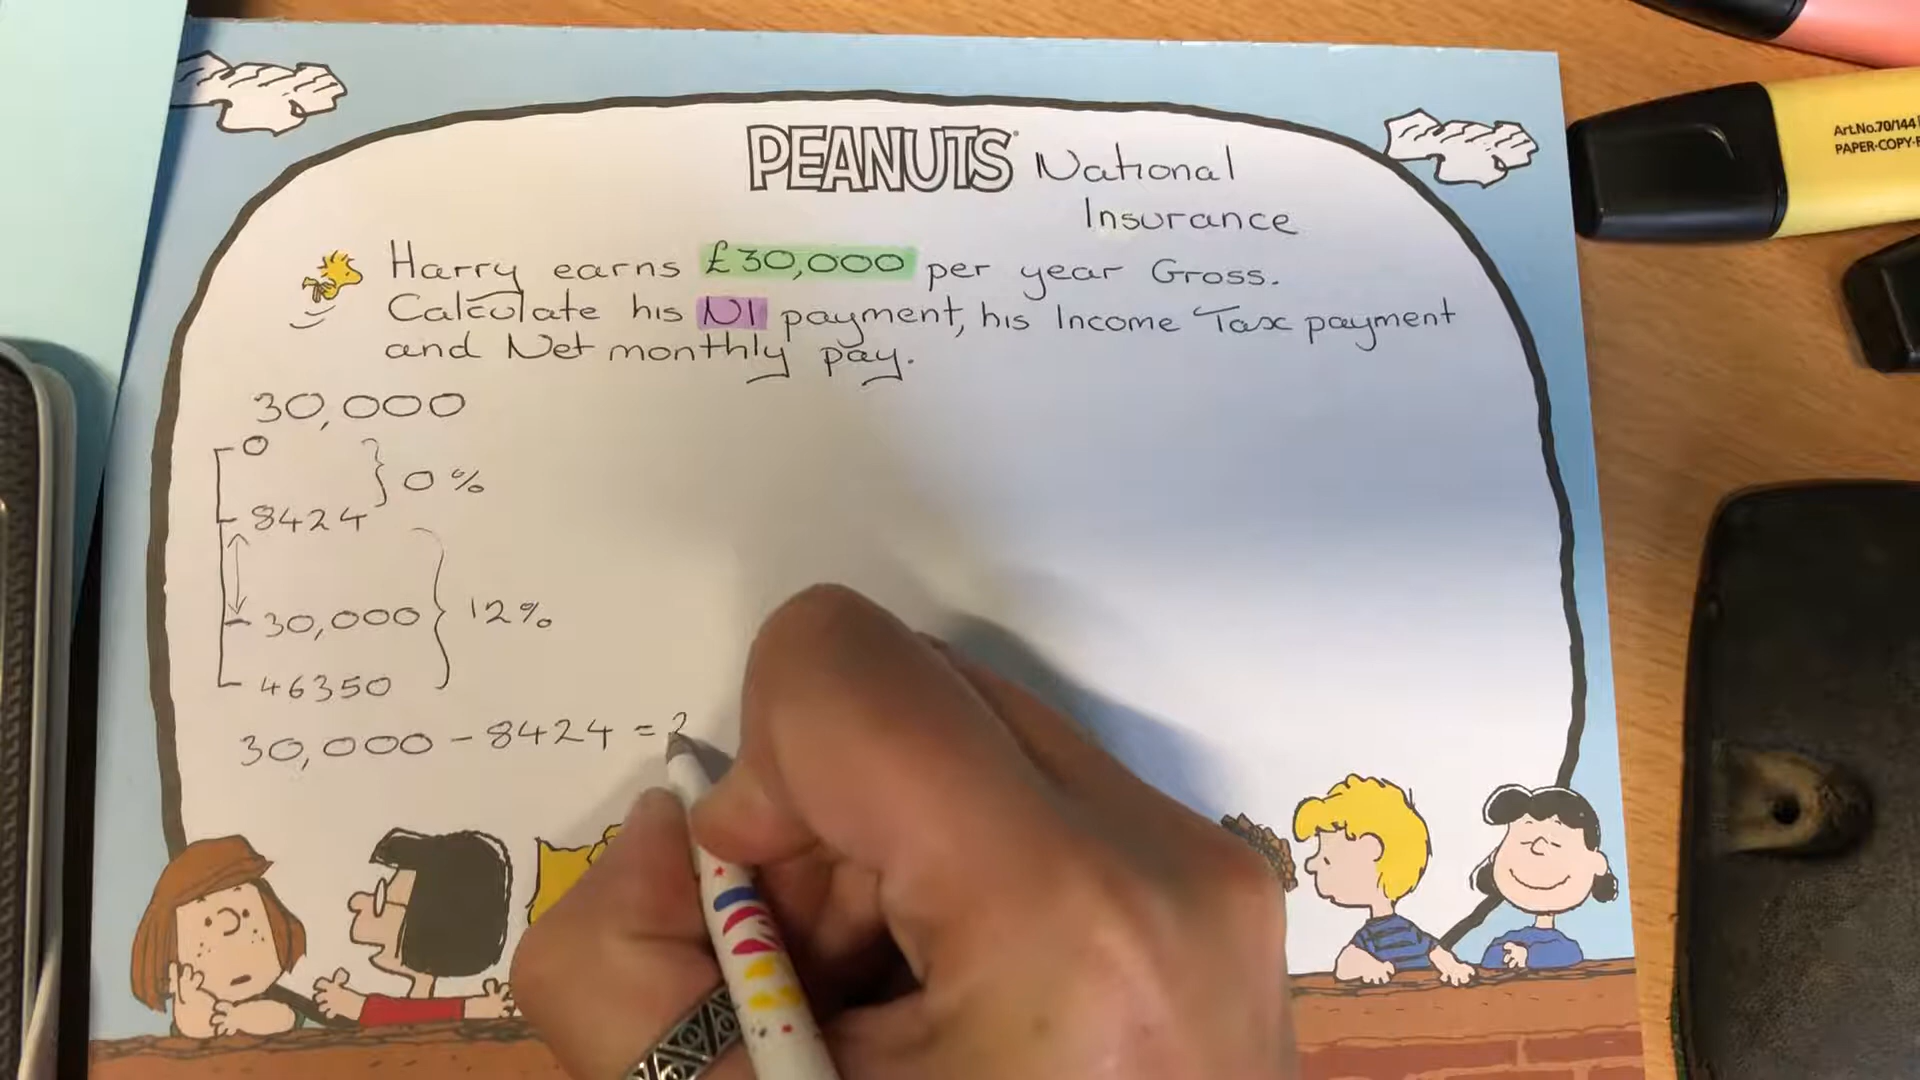 PEANUTS National
Insurance
Harry earns £30,000 per year Gross.
Calculate his NI payment, his Income Tax payment
and Net monthly pay.
30,000
0
0%
8424
30,000
12%
46350
30,000 - 8424 = 2
Art.No.70/144
PAPER-COPY-F